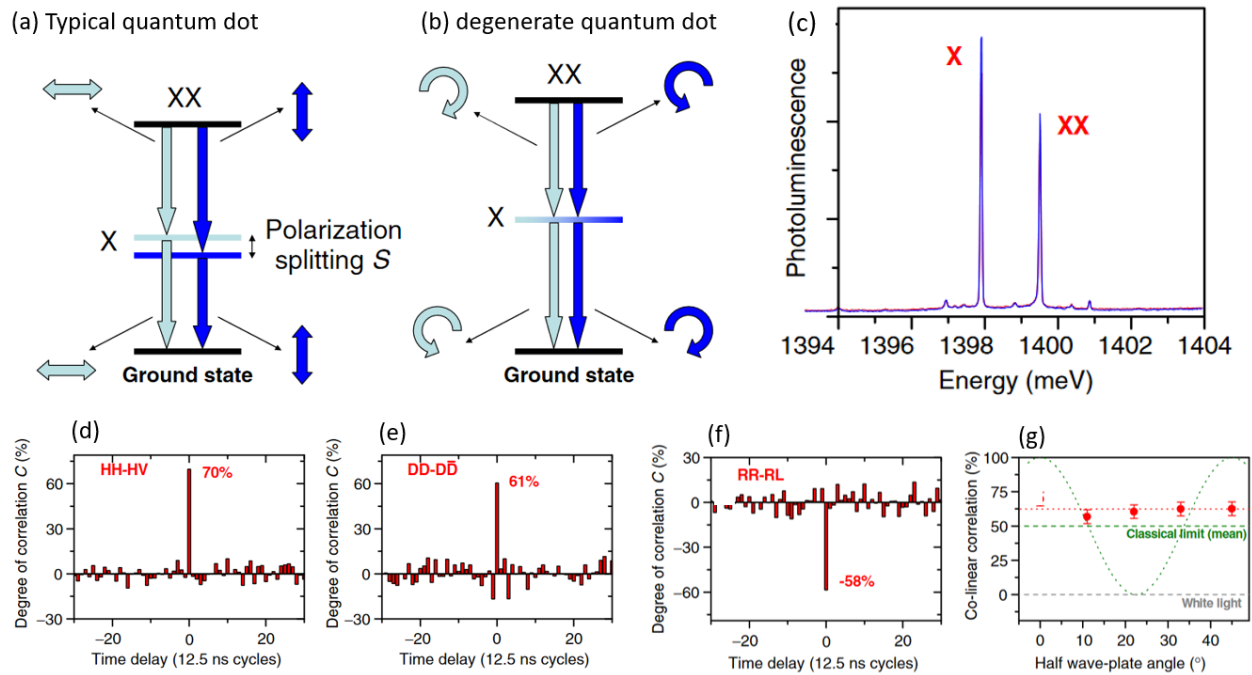 (a) Typical quantum dot
XX
X
Polarization
splitting S
Ground state
(b) degenerate quantum dot
XX
X
Ground state
(c)
X
XX
Photoluminescence
1394 1396 1398 1400 1402 1404
Energy (meV)
(d)
HH-HV
70%
Degree of correlation C (%)
60
30
0
−30
−20 0 20
Time delay (12.5 ns cycles)
(e)
DD-DD̅
61%
Degree of correlation C (%)
60
30
0
−30
−20 0 20
Time delay (12.5 ns cycles)
(f)
RR-RL
-58%
Degree of correlation C (%)
30
0
−30
−60
−20 0 20
Time delay (12.5 ns cycles)
(g)
Co-linear correlation (%)
100
75
50
25
0
Classical limit (mean)
White light
0 10 20 30 40
Half wave-plate angle (°)